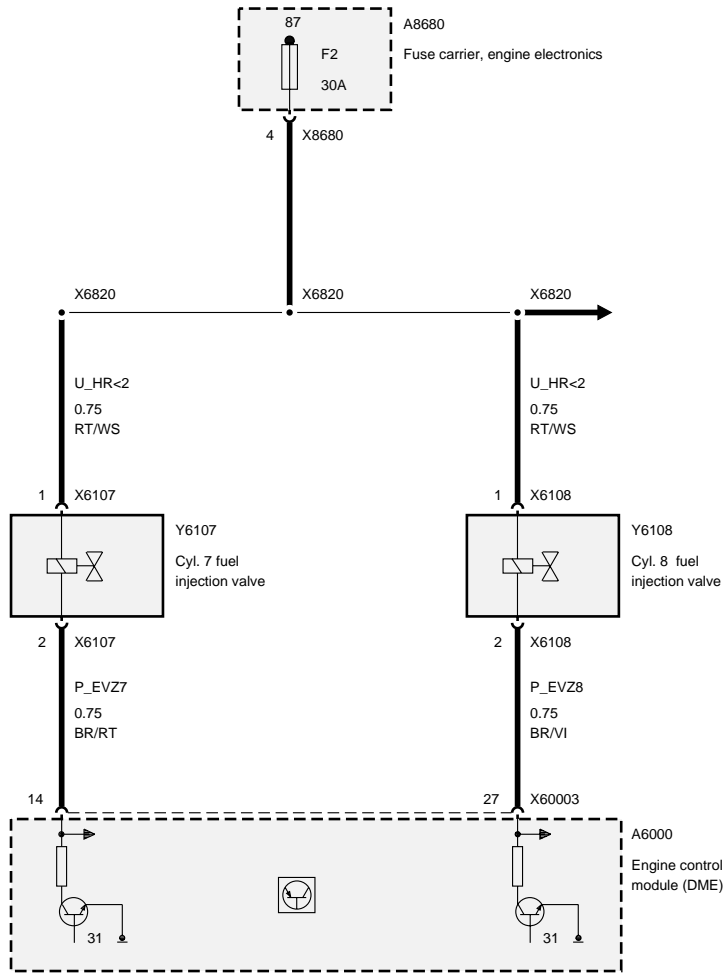 87
A8680
F2
Fuse carrier, engine electronics
30A
4 X8680
X6820
X6820
X6820
U_HR<2
0.75
RT/WS
U_HR<2
0.75
RT/WS
1 X6107
1 X6108
Y6107
Cyl. 7 fuel
injection valve
Y6108
Cyl. 8 fuel
injection valve
2 X6107
2 X6108
P_EVZ7
0.75
BR/RT
P_EVZ8
0.75
BR/VI
14
27 X60003
A6000
Engine control
module (DME)
31
31